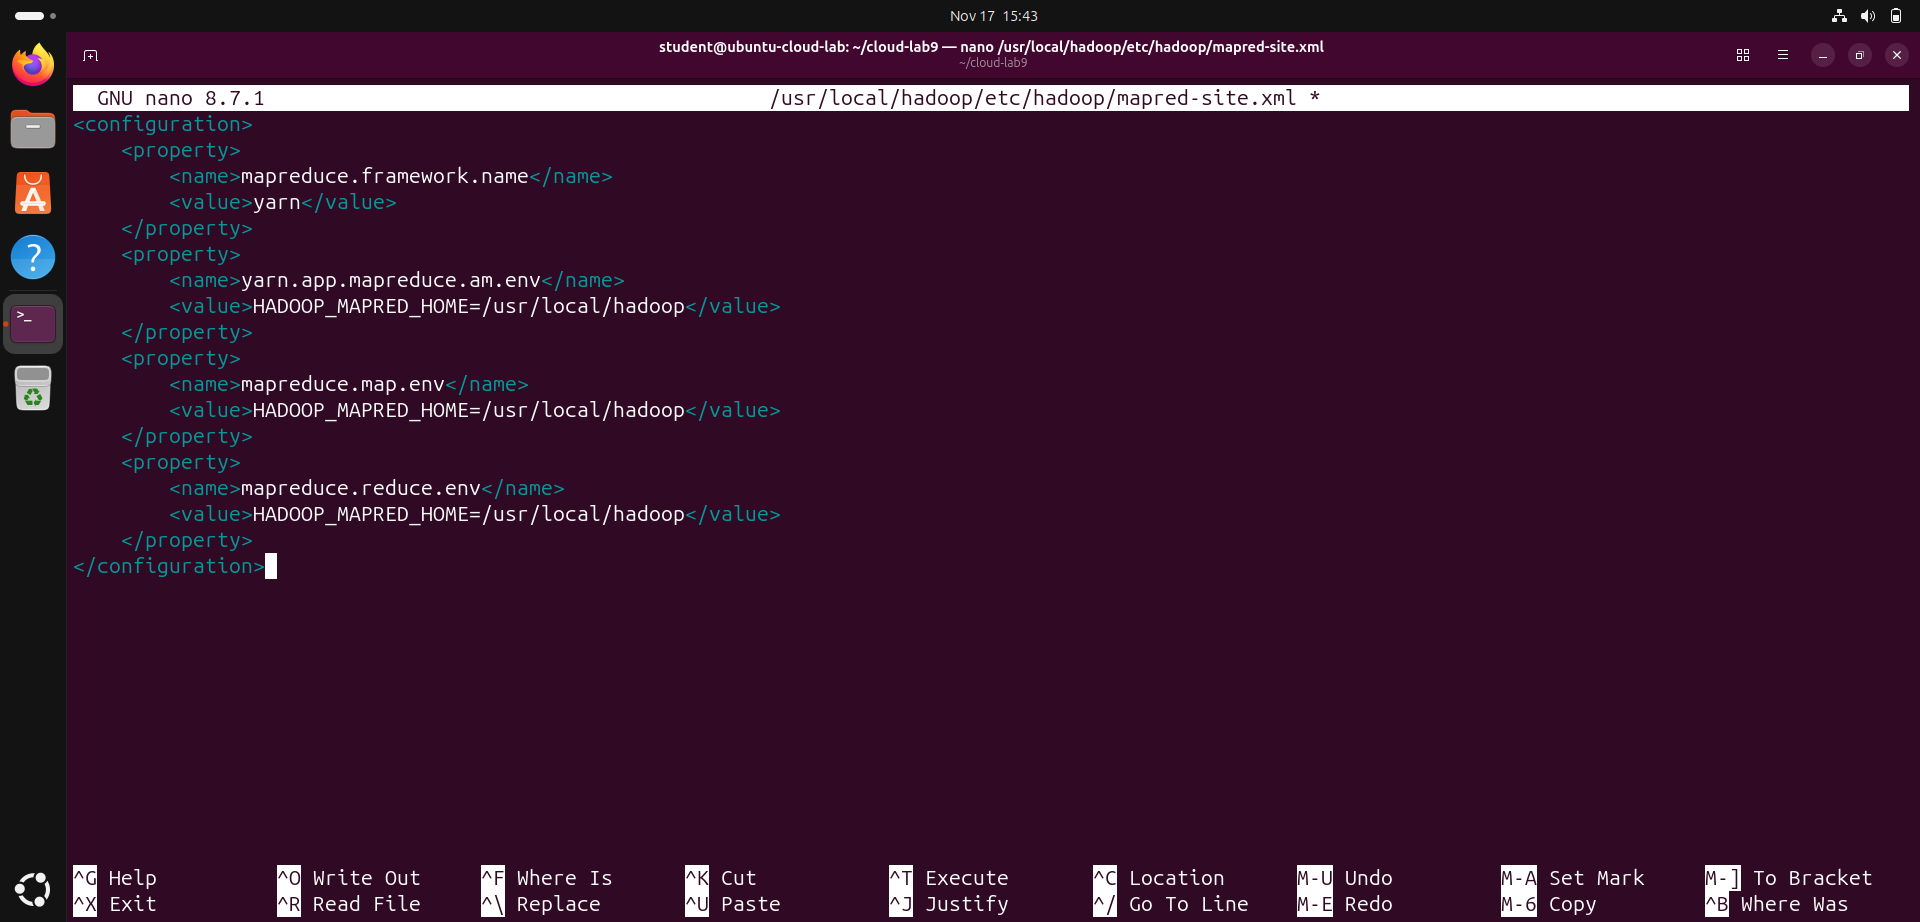 Nov 17 15:43
student@ubuntu-cloud-lab: ~/cloud-lab9 — nano /usr/local/hadoop/etc/hadoop/mapred-site.xml
~/cloud-lab9
GNU nano 8.7.1 /usr/local/hadoop/etc/hadoop/mapred-site.xml *
<configuration>
    <property>
        <name>mapreduce.framework.name</name>
        <value>yarn</value>
    </property>
    <property>
        <name>yarn.app.mapreduce.am.env</name>
        <value>HADOOP_MAPRED_HOME=/usr/local/hadoop</value>
    </property>
    <property>
        <name>mapreduce.map.env</name>
        <value>HADOOP_MAPRED_HOME=/usr/local/hadoop</value>
    </property>
    <property>
        <name>mapreduce.reduce.env</name>
        <value>HADOOP_MAPRED_HOME=/usr/local/hadoop</value>
    </property>
</configuration>
^G Help ^O Write Out ^F Where Is ^K Cut ^T Execute ^C Location M-U Undo M-A Set Mark M-] To Bracket
^X Exit ^R Read File ^\ Replace ^U Paste ^J Justify ^/ Go To Line M-E Redo M-6 Copy ^B Where Was